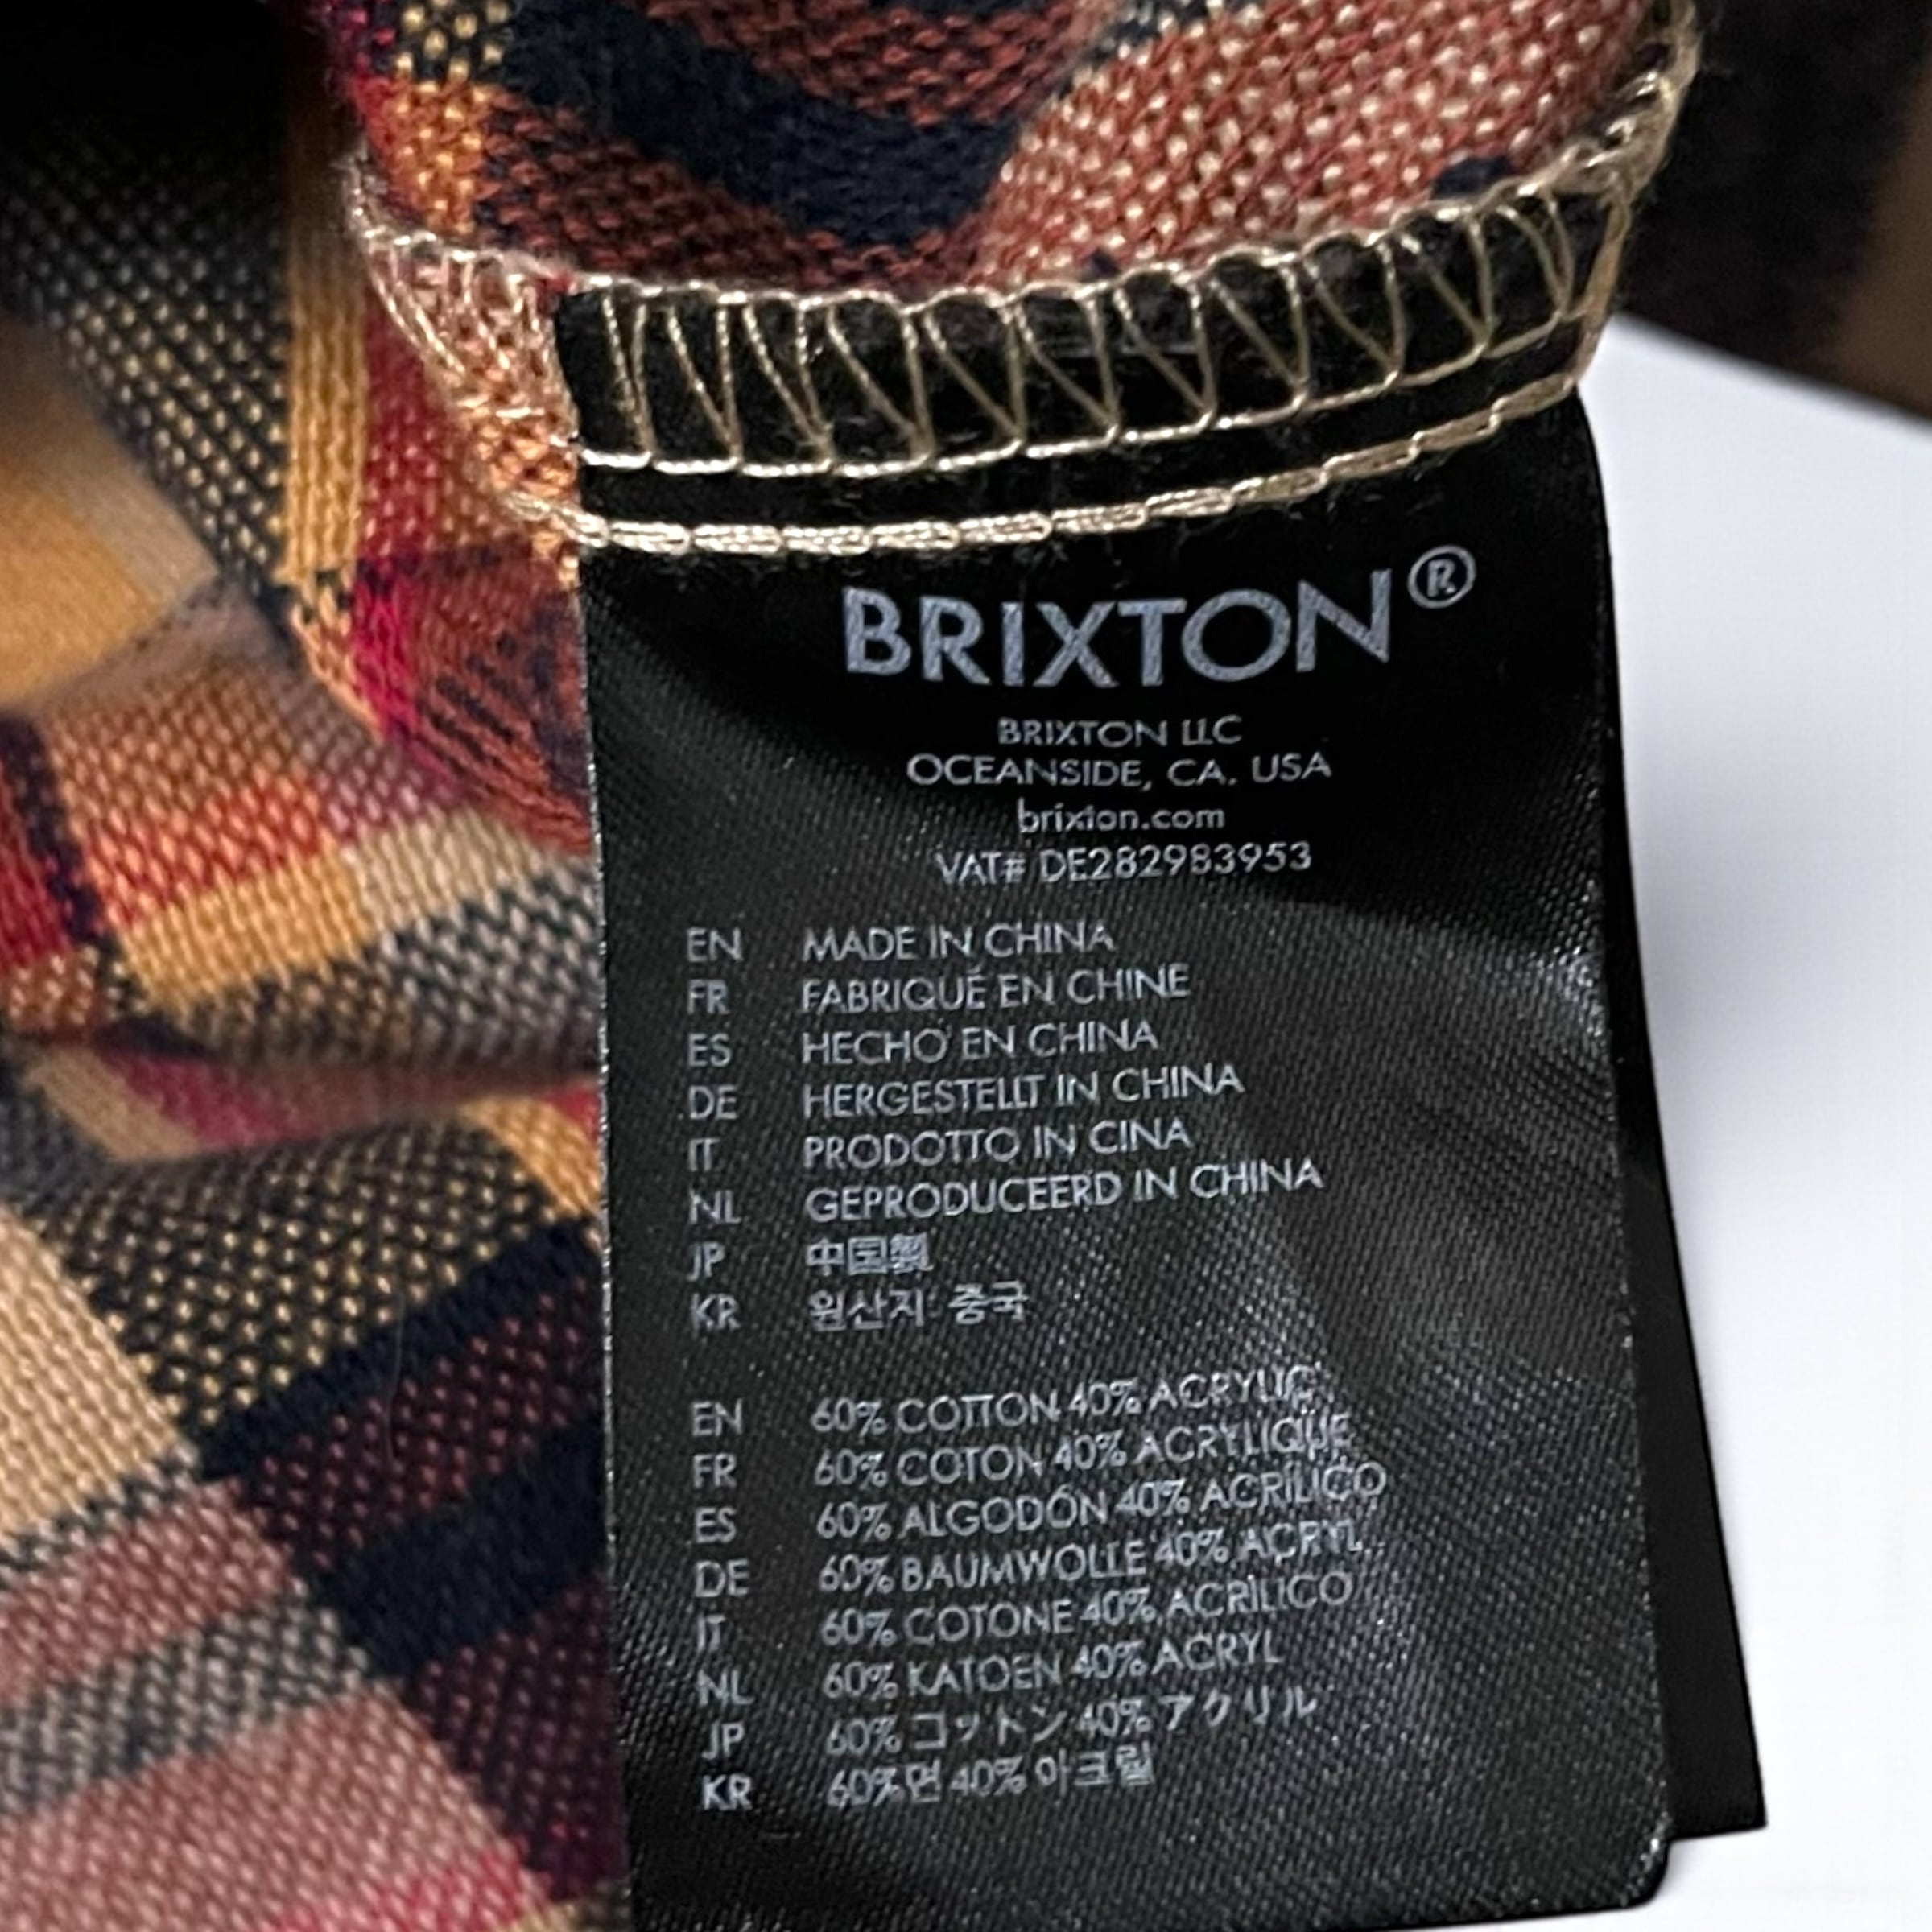 BRIXTON®
BRIXTON LLC
OCEANSIDE, CA. USA
brixton.com
VAT# DE282983953
EN MADE IN CHINA
FR FABRIQUÉ EN CHINE
ES HECHO EN CHINA
DE HERGESTELLT IN CHINA
IT PRODOTTO IN CINA
NL GEPRODUCEERD IN CHINA
JP 中国製
KR 원산지 중국
EN 60% COTTON 40% ACRYLIC
FR 60% COTON 40% ACRYLIQUE
ES 60% ALGODÓN 40% ACRÍLICO
DE 60% BAUMWOLLE 40% ACRYL
IT 60% COTONE 40% ACRILICO
NL 60% KATOEN 40% ACRYL
JP 60% コットン 40% アクリル
KR 60% 면 40% 아크릴